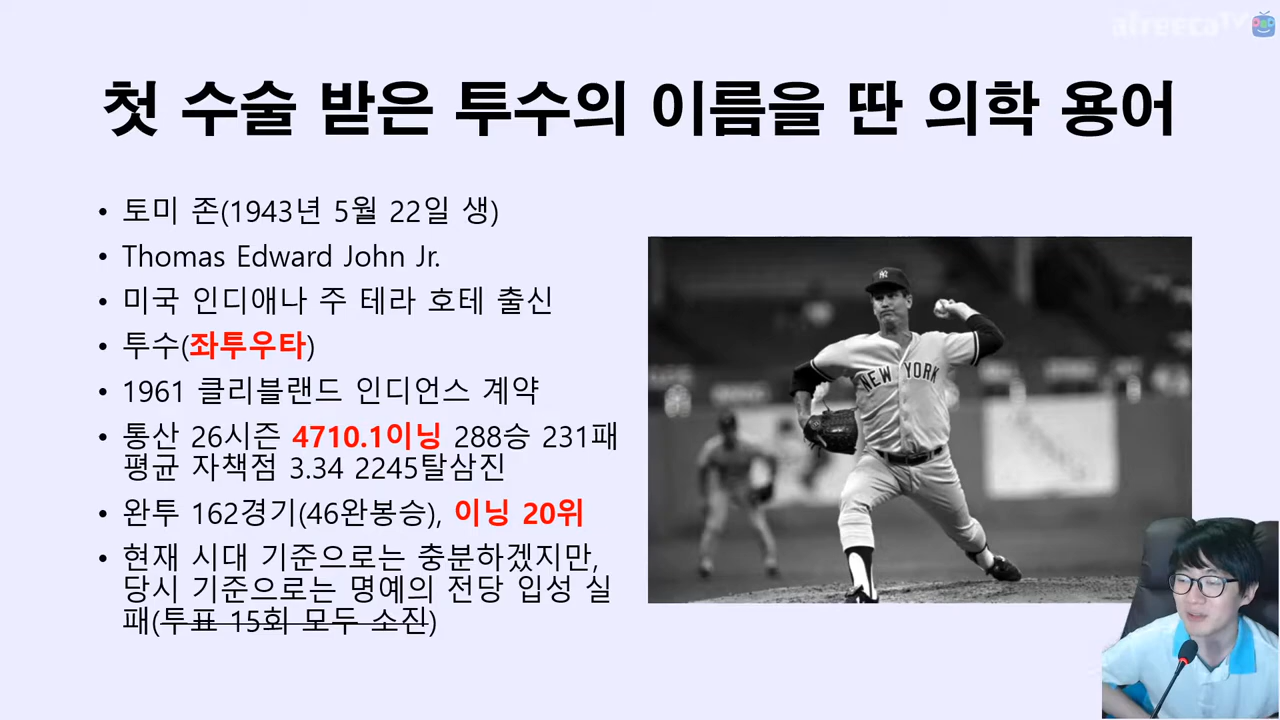 afreecaTV
첫 수술 받은 투수의 이름을 딴 의학 용어
• 토미 존(1943년 5월 22일 생)
• Thomas Edward John Jr.
• 미국 인디애나 주 테라 호테 출신
• 투수(좌투우타)
• 1961 클리블랜드 인디언스 계약
• 통산 26시즌 4710.1이닝 288승 231패
평균 자책점 3.34 2245탈삼진
• 완투 162경기(46완봉승), 이닝 20위
• 현재 시대 기준으로는 충분하겠지만,
당시 기준으로는 명예의 전당 입성 실
패(투표 15회 모두 소진)
NEW YORK